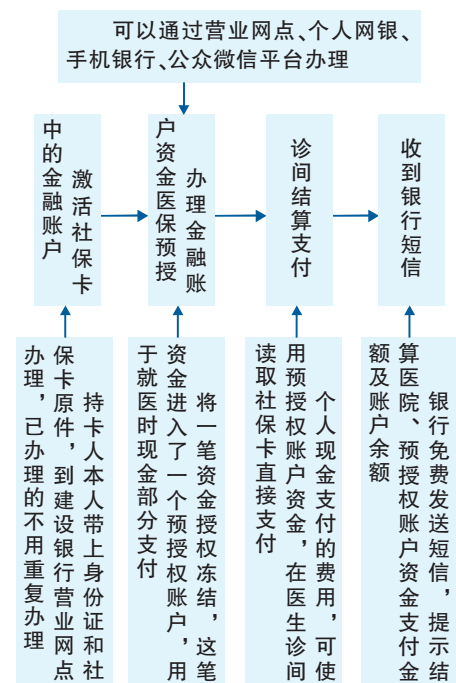 可以通过营业网点、个人网银、
手机银行、公众微信平台办理
激活社保卡
中的金融账户
办理金融账
户资金医保预授
诊间结算支付
收到银行短信
持卡人本人带上身份证和社
保卡原件，到建设银行营业网点
办理，已办理的不用重复办理
将一笔资金授权冻结，这笔
资金进入了一个预授权账户，用
于就医时现金部分支付
个人现金支付的费用，可使
用预授权账户资金，在医生诊间
读取社保卡直接支付
银行免费发送短信，提示结
算医院、预授权账户资金支付金
额及账户余额